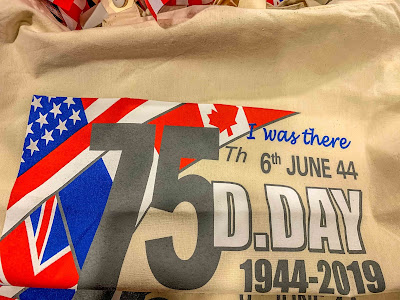 I was there
75Th 6th JUNE 44
D.DAY
1944-2019